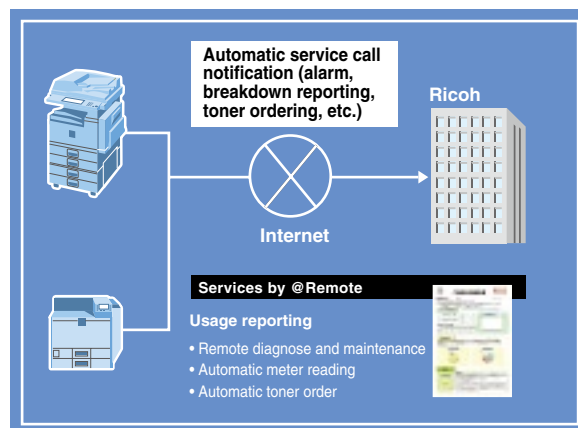 Automatic service call
notification (alarm,
breakdown reporting,
toner ordering, etc.)
Ricoh
Internet
Services by @Remote
Usage reporting
• Remote diagnose and maintenance
• Automatic meter reading
• Automatic toner order